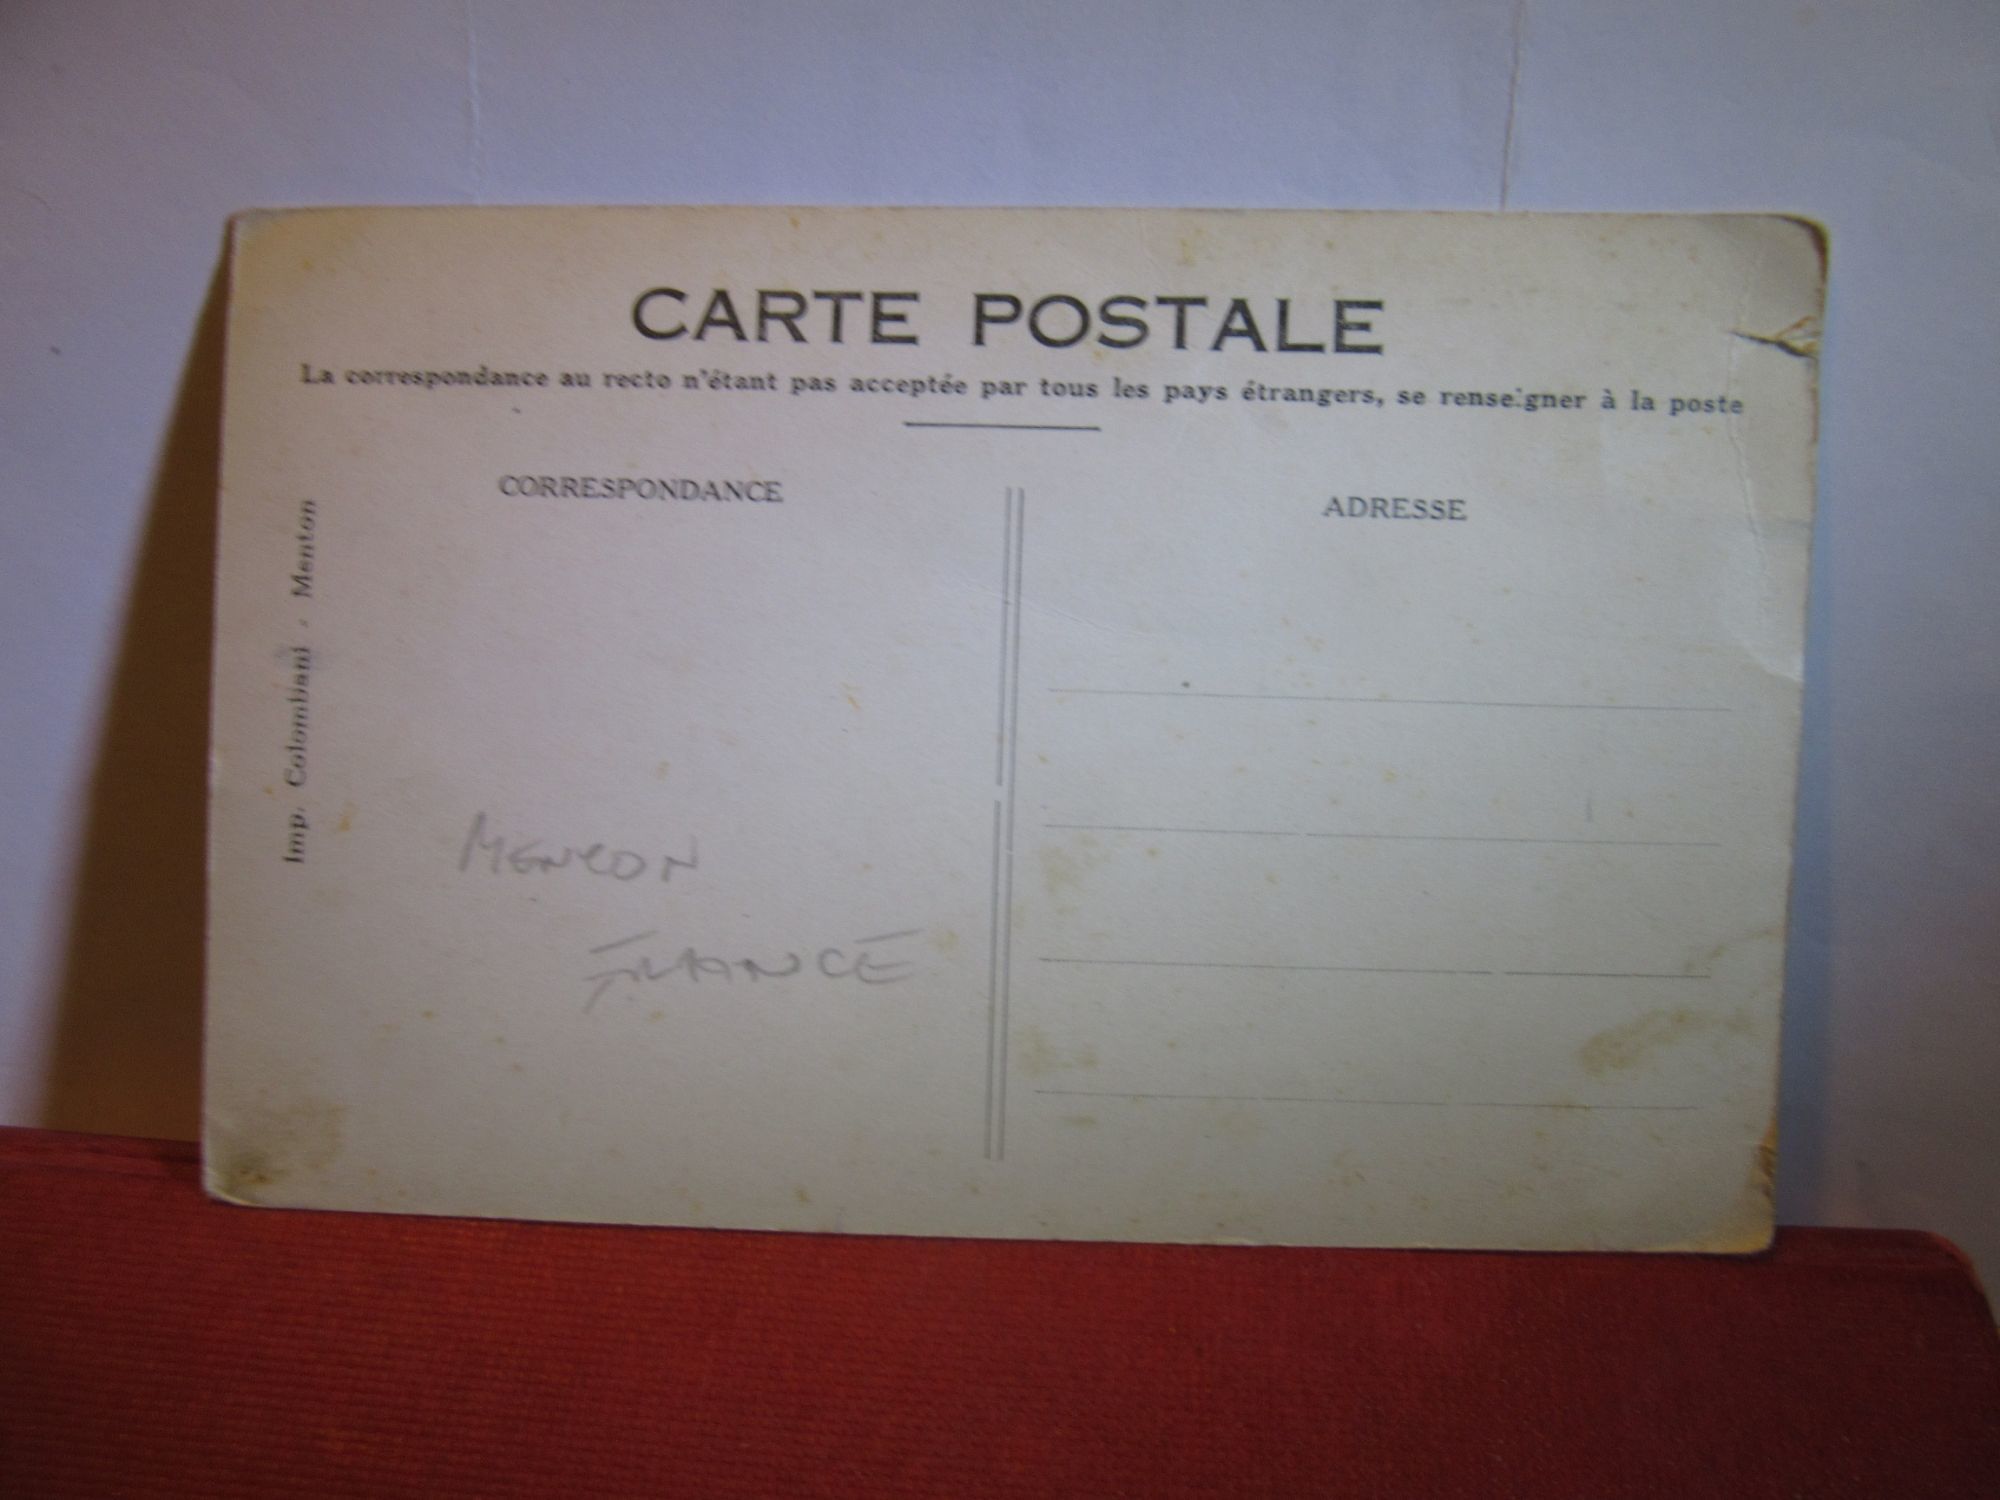 CARTE POSTALE
La correspondance au recto n'étant pas acceptée par tous les pays étrangers, se renseigner à la poste
CORRESPONDANCE
ADRESSE
Imp. Colombani - Menton
MENTON
FRANCE